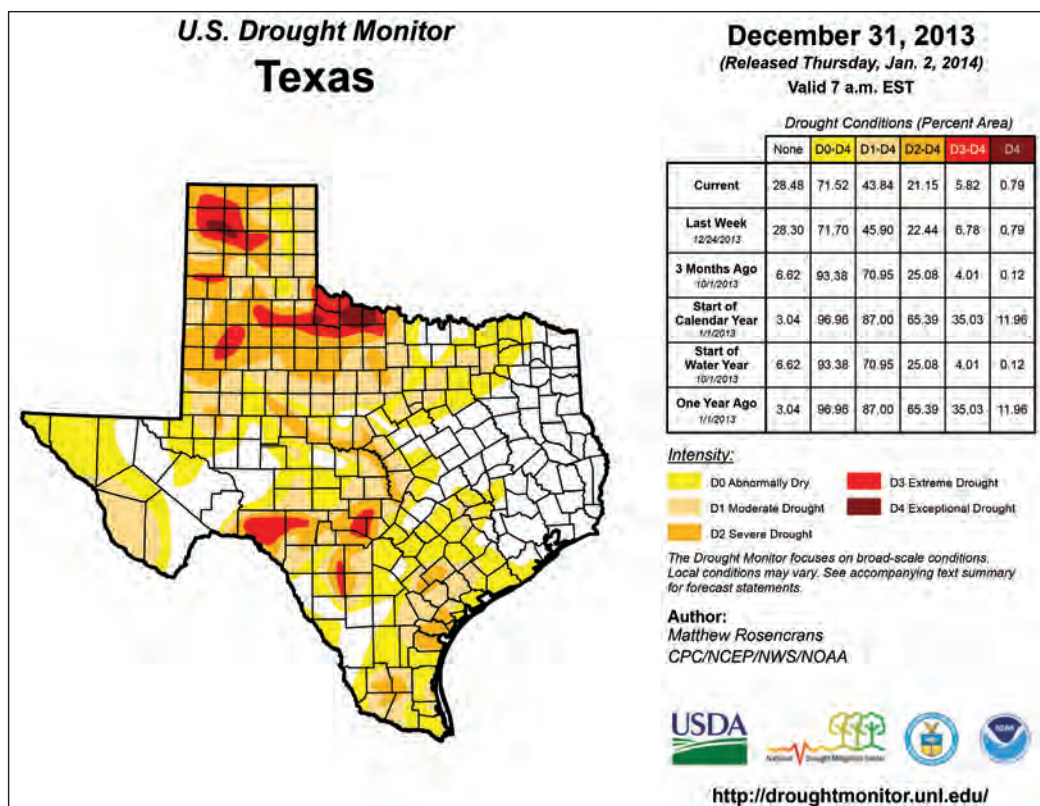 U.S. Drought Monitor
Texas
December 31, 2013
(Released Thursday, Jan. 2, 2014)
Valid 7 a.m. EST
Drought Conditions (Percent Area)
None D0-D4 D1-D4 D2-D4 D3-D4 D4
Current 28.48 71.52 43.84 21.15 5.82 0.79
Last Week 28.30 71.70 45.90 22.44 6.78 0.79
12/24/2013
3 Months Ago 6.62 93.38 70.95 25.08 4.01 0.12
10/1/2013
Start of
Calendar Year 3.04 96.96 87.00 65.39 35.03 11.96
1/1/2013
Start of
Water Year 6.62 93.38 70.95 25.08 4.01 0.12
10/1/2013
One Year Ago 3.04 96.96 87.00 65.39 35.03 11.96
1/1/2013
Intensity:
D0 Abnormally Dry
D1 Moderate Drought
D2 Severe Drought
D3 Extreme Drought
D4 Exceptional Drought
The Drought Monitor focuses on broad-scale conditions.
Local conditions may vary. See accompanying text summary
for forecast statements.
Author:
Matthew Rosencrans
CPC/NCEP/NWS/NOAA
USDA
National Drought Mitigation Center
NOAA
http://droughtmonitor.unl.edu/